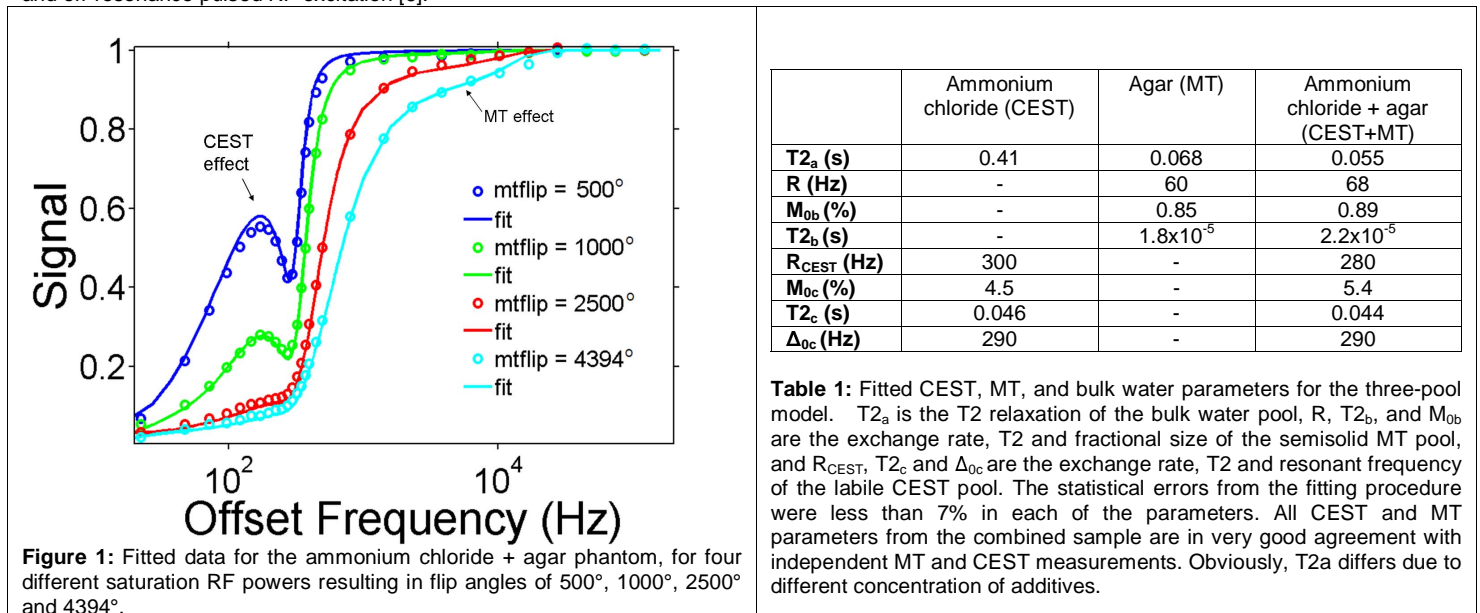 resonance pulsed RF excitation
1
0.8
0.6
0.4
0.2
Signal
CEST
effect
MT effect
mtflip = 500°
fit
mtflip = 1000°
fit
mtflip = 2500°
fit
mtflip = 4394°
fit
10²
10⁴
Offset Frequency (Hz)
Figure 1: Fitted data for the ammonium chloride + agar phantom, for four
different saturation RF powers resulting in flip angles of 500°, 1000°, 2500°
and 4394°.
Ammonium chloride (CEST) Agar (MT) Ammonium chloride + agar (CEST+MT)
T2a (s) 0.41 0.068 0.055
R (Hz) - 60 68
M0b (%) - 0.85 0.89
T2b (s) - 1.8x10⁻⁵ 2.2x10⁻⁵
RCEST (Hz) 300 - 280
M0c (%) 4.5 - 5.4
T2c (s) 0.046 - 0.044
Δ0c (Hz) 290 - 290
Table 1: Fitted CEST, MT, and bulk water parameters for the three-pool
model. T2a is the T2 relaxation of the bulk water pool, R, T2b, and M0b
are the exchange rate, T2 and fractional size of the semisolid MT pool,
and RCEST, T2c and Δ0c are the exchange rate, T2 and resonant frequency
of the labile CEST pool. The statistical errors from the fitting procedure
were less than 7% in each of the parameters. All CEST and MT
parameters from the combined sample are in very good agreement with
independent MT and CEST measurements. Obviously, T2a differs due to
different concentration of additives.